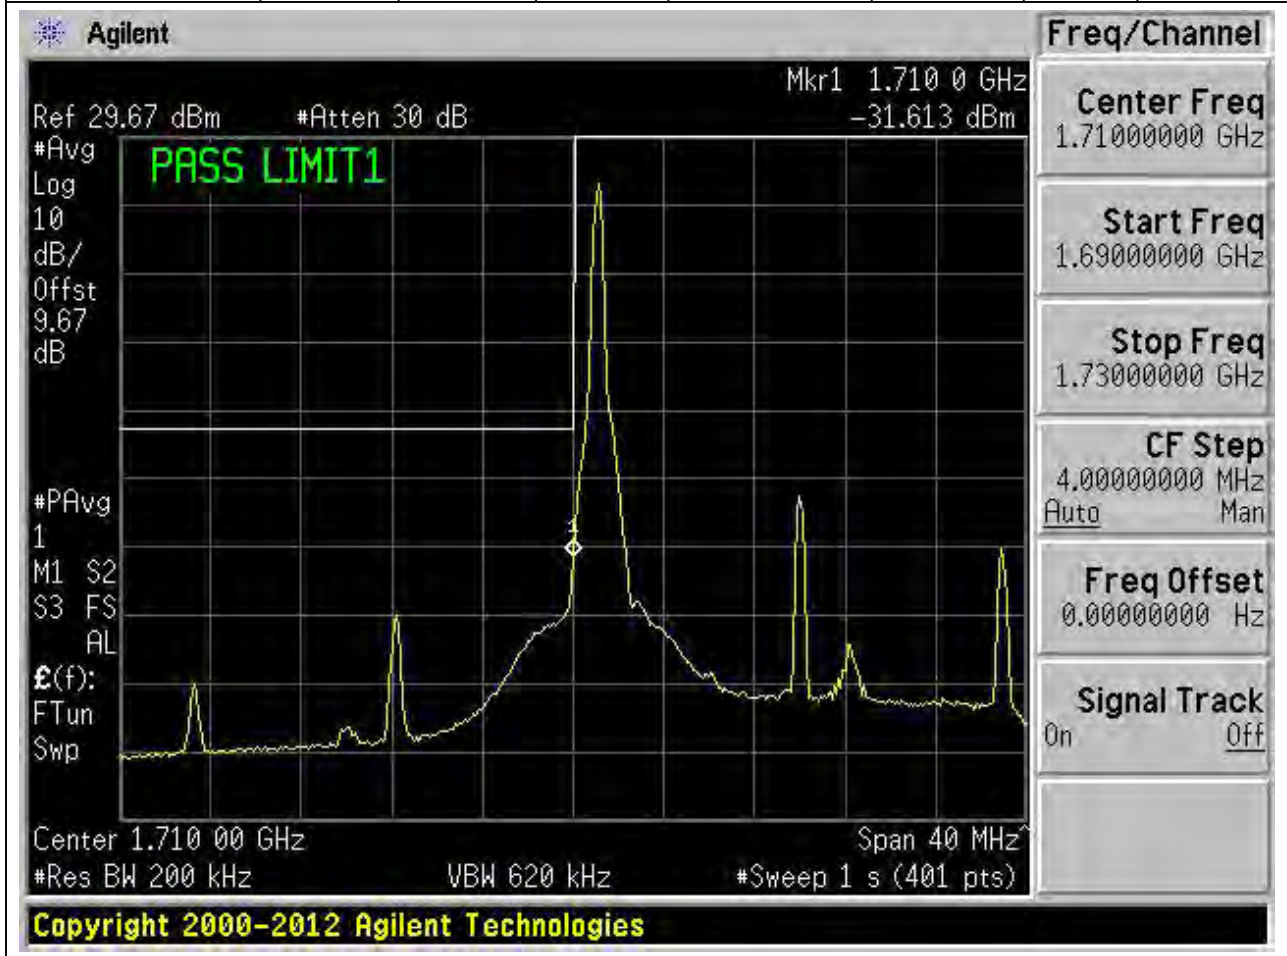 Agilent
Freq/Channel
Mkr1 1.710 0 GHz
Ref 29.67 dBm #Atten 30 dB -31.613 dBm
#Avg
Log
10
dB/
Offst
9.67
dB
PASS LIMIT1
#PAvg
1
M1 S2
S3 FS
AL
£(f):
FTun
Swp
1
Center 1.710 00 GHz Span 40 MHz^
#Res BW 200 kHz VBW 620 kHz #Sweep 1 s (401 pts)
Center Freq
1.71000000 GHz
Start Freq
1.69000000 GHz
Stop Freq
1.73000000 GHz
CF Step
4.00000000 MHz
Auto Man
Freq Offset
0.00000000 Hz
Signal Track
On Off
Copyright 2000-2012 Agilent Technologies